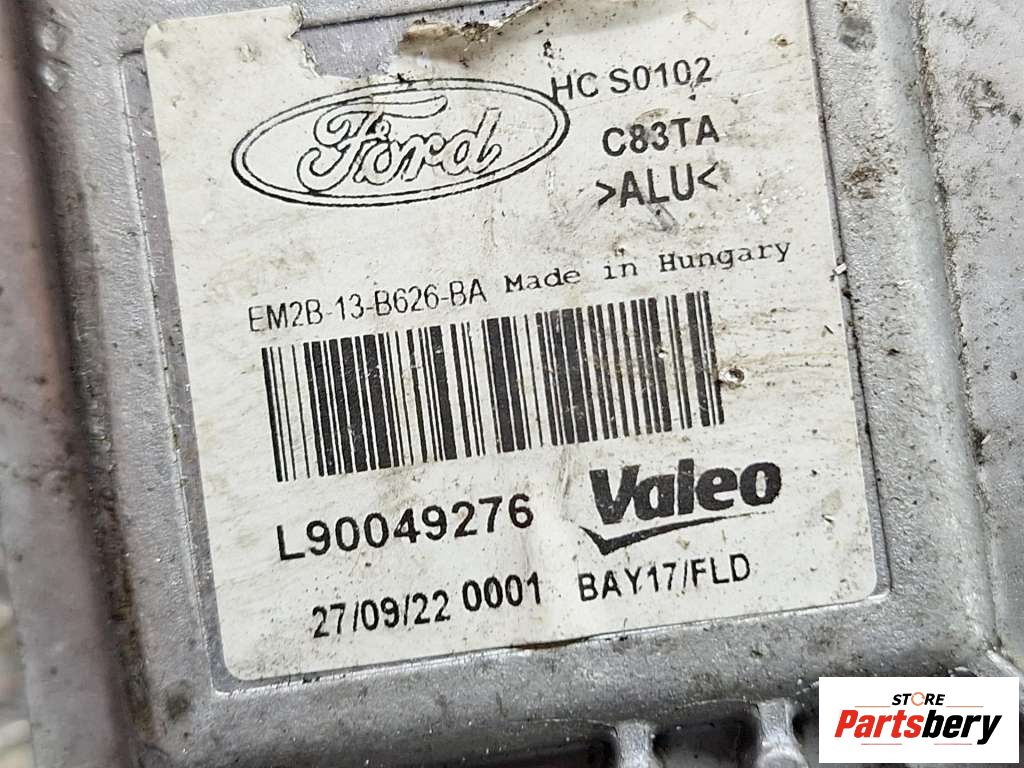 Ford
HC S0102
C83TA
>ALU<
EM2B-13-B626-BA Made in Hungary
L90049276 Valeo
27/09/22 0001 BAY17/FLD
STORE
Partsbery